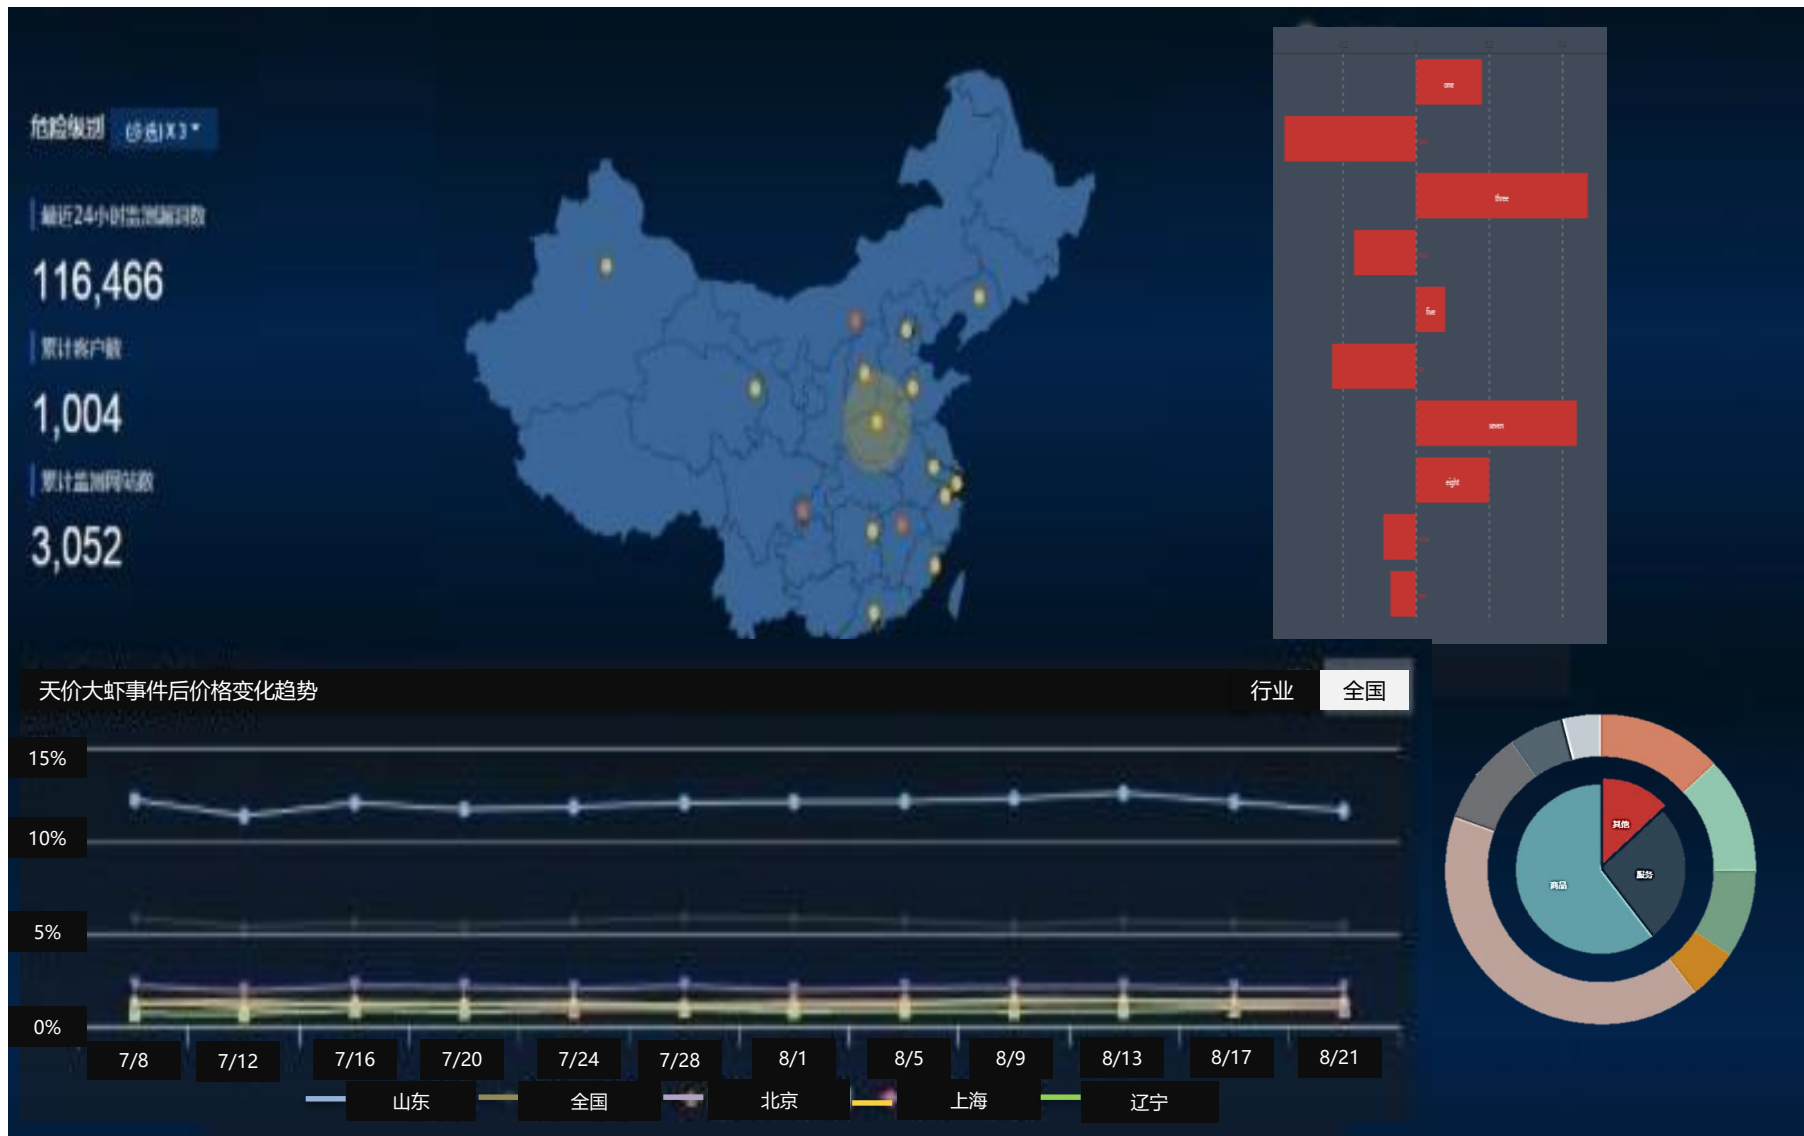 危险级别 (多选) X 3
最近24小时监测漏洞数
116,466
累计客户数
1,004
累计监测网站数
3,052
one
three
five
seven
eight
天价大虾事件后价格变化趋势
行业 全国
15%
10%
5%
0%
7/8 7/12 7/16 7/20 7/24 7/28 8/1 8/5 8/9 8/13 8/17 8/21
山东 全国 北京 上海 辽宁
其他
服务
商品